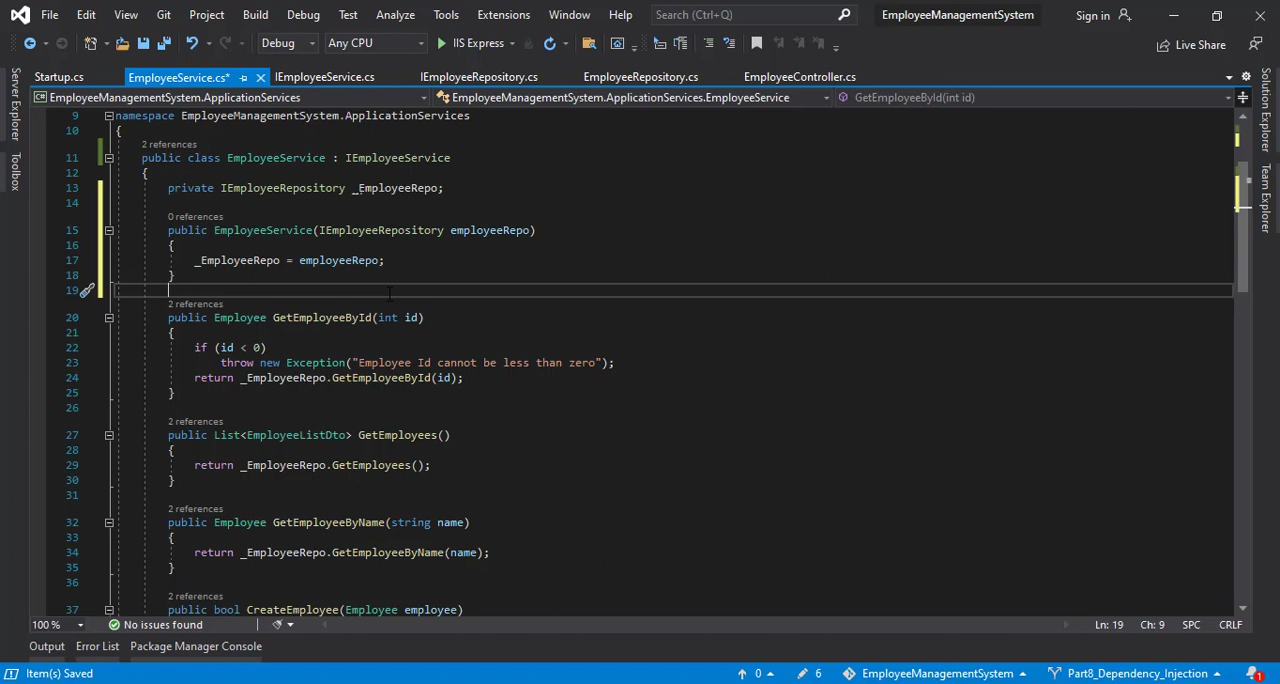 File Edit View Git Project Build Debug Test Analyze Tools Extensions Window Help Search (Ctrl+Q) EmployeeManagementSystem Sign in
Debug Any CPU IIS Express Live Share
Startup.cs EmployeeService.cs* IEmployeeService.cs IEmployeeRepository.cs EmployeeRepository.cs EmployeeController.cs
EmployeeManagementSystem.ApplicationServices EmployeeManagementSystem.ApplicationServices.EmployeeService GetEmployeeById(int id)
Server Explorer
Toolbox
Solution Explorer
Team Explorer
9 namespace EmployeeManagementSystem.ApplicationServices
10 {
2 references
11 public class EmployeeService : IEmployeeService
12 {
13 private IEmployeeRepository _EmployeeRepo;
14
0 references
15 public EmployeeService(IEmployeeRepository employeeRepo)
16 {
17 _EmployeeRepo = employeeRepo;
18 }
19
2 references
20 public Employee GetEmployeeById(int id)
21 {
22 if (id < 0)
23 throw new Exception("Employee Id cannot be less than zero");
24 return _EmployeeRepo.GetEmployeeById(id);
25 }
26
2 references
27 public List<EmployeeListDto> GetEmployees()
28 {
29 return _EmployeeRepo.GetEmployees();
30 }
31
2 references
32 public Employee GetEmployeeByName(string name)
33 {
34 return _EmployeeRepo.GetEmployeeByName(name);
35 }
36
2 references
37 public bool CreateEmployee(Employee employee)
100 % No issues found Ln: 19 Ch: 9 SPC CRLF
Output Error List Package Manager Console
Item(s) Saved 0 6 EmployeeManagementSystem Part8_Dependency_Injection 1